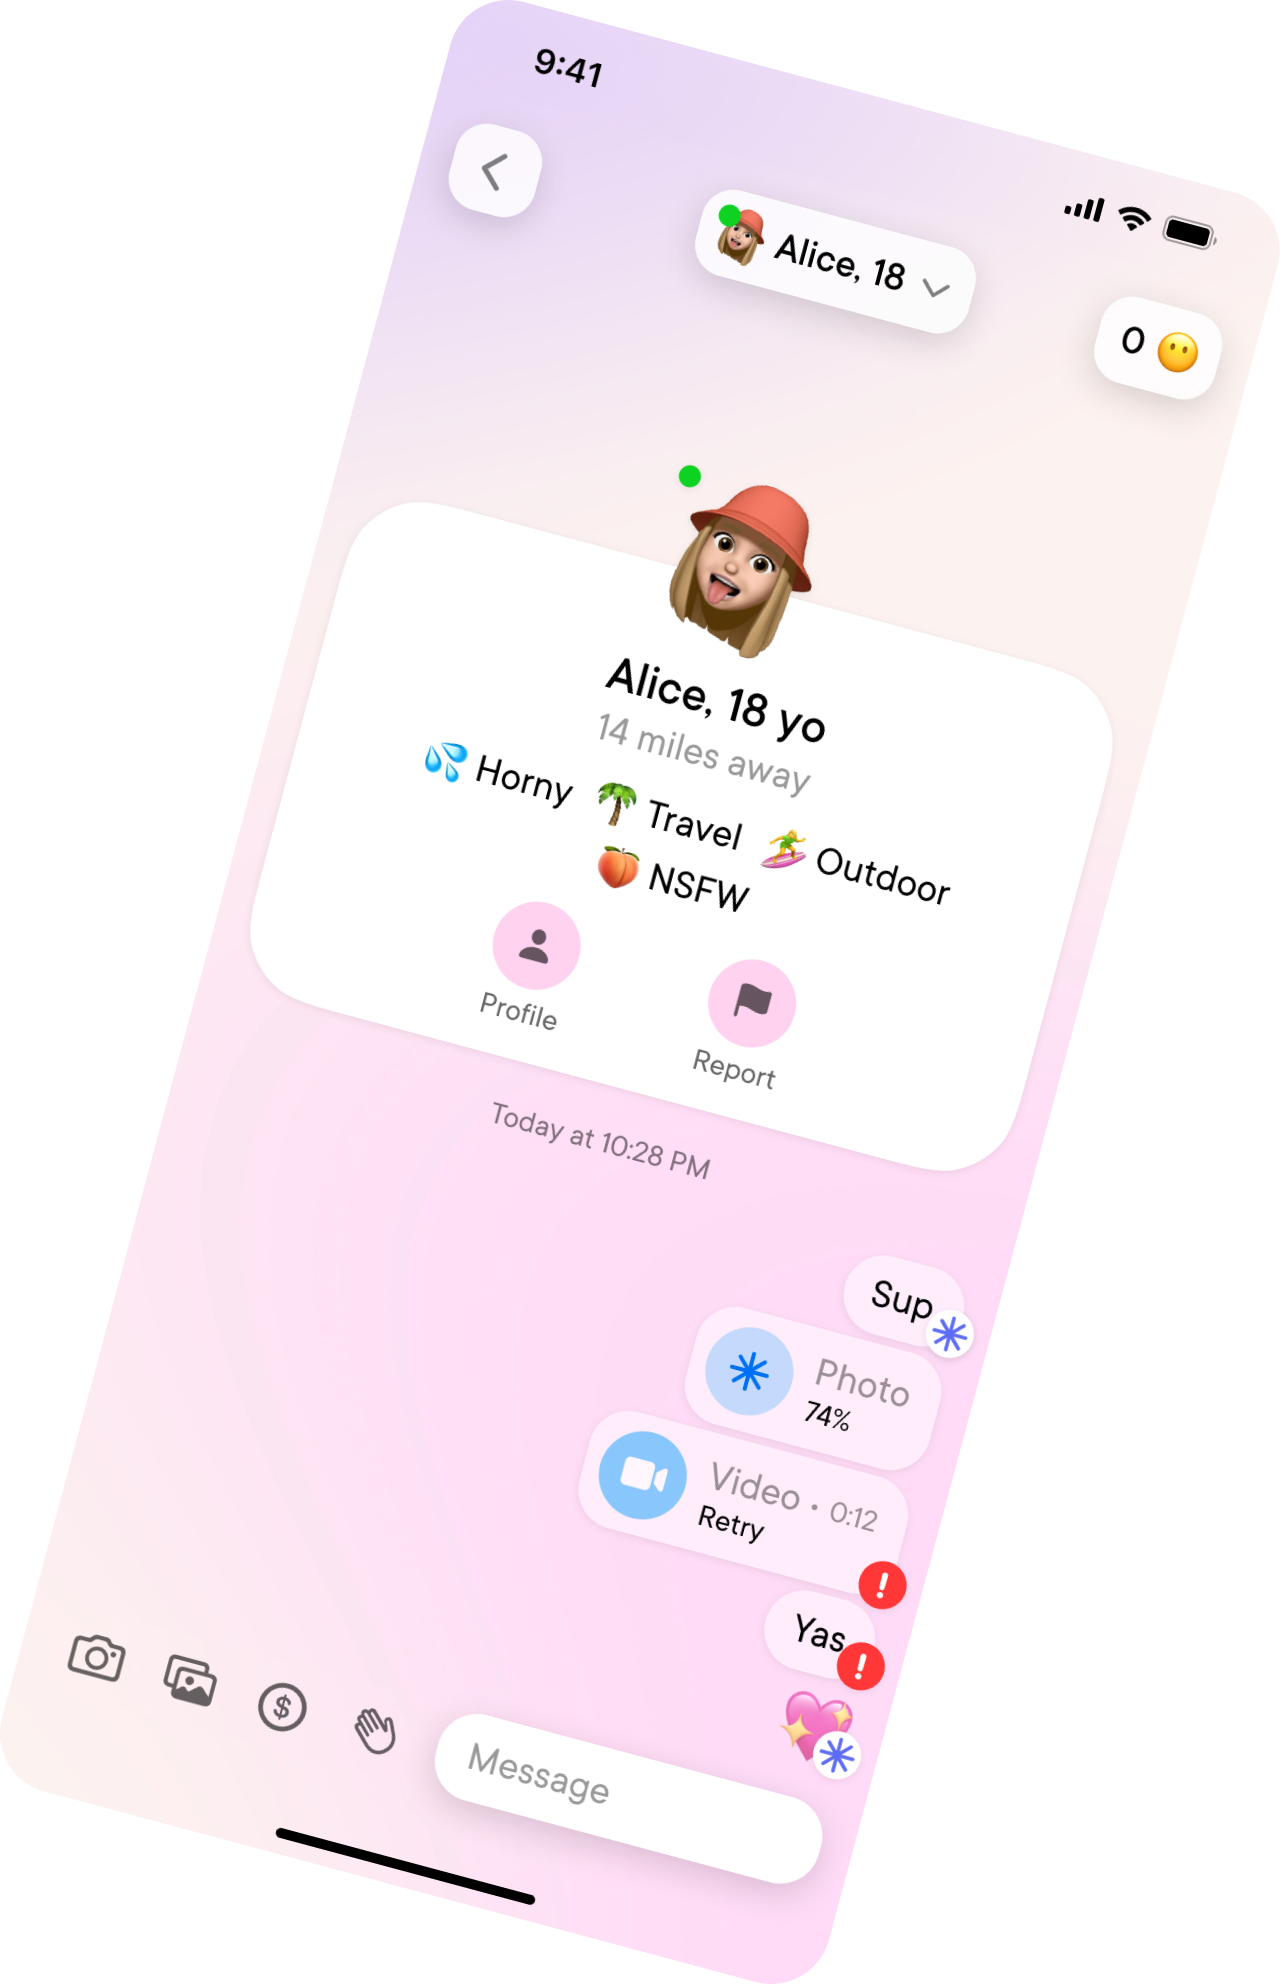 9:41
Alice, 18
0
Alice, 18 yo
14 miles away
Horny Travel Outdoor
NSFW
Profile Report
Today at 10:28 PM
Sup
Photo
74%
Video • 0:12
Retry
Yas
Message